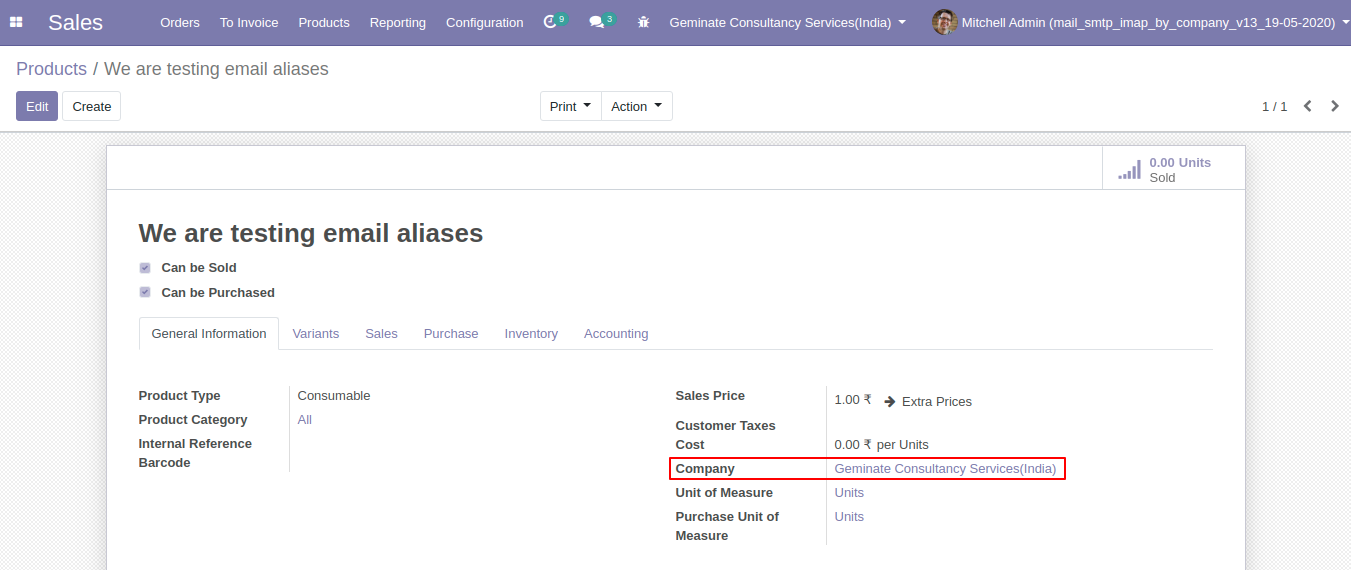 Sales Orders To Invoice Products Reporting Configuration 9 3 Geminate Consultancy Services(India) Mitchell Admin (mail_smtp_imap_by_company_v13_19-05-2020)
Products / We are testing email aliases
Edit Create Print Action 1 / 1
0.00 Units
Sold
We are testing email aliases
Can be Sold
Can be Purchased
General Information Variants Sales Purchase Inventory Accounting
Product Type Consumable
Product Category All
Internal Reference
Barcode
Sales Price 1.00 ₹ Extra Prices
Customer Taxes
Cost 0.00 ₹ per Units
Company Geminate Consultancy Services(India)
Unit of Measure Units
Purchase Unit of Units
Measure